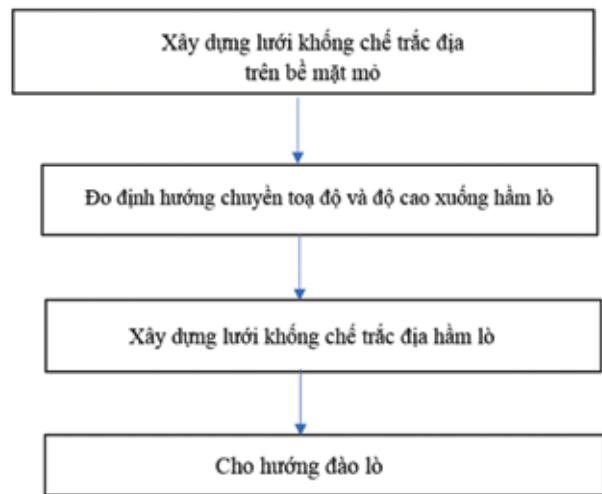 Xây dựng lưới khống chế trắc địa
trên bề mặt mỏ
Đo định hướng chuyền toạ độ và độ cao xuống hầm lò
Xây dựng lưới khống chế trắc địa hầm lò
Cho hướng đào lò